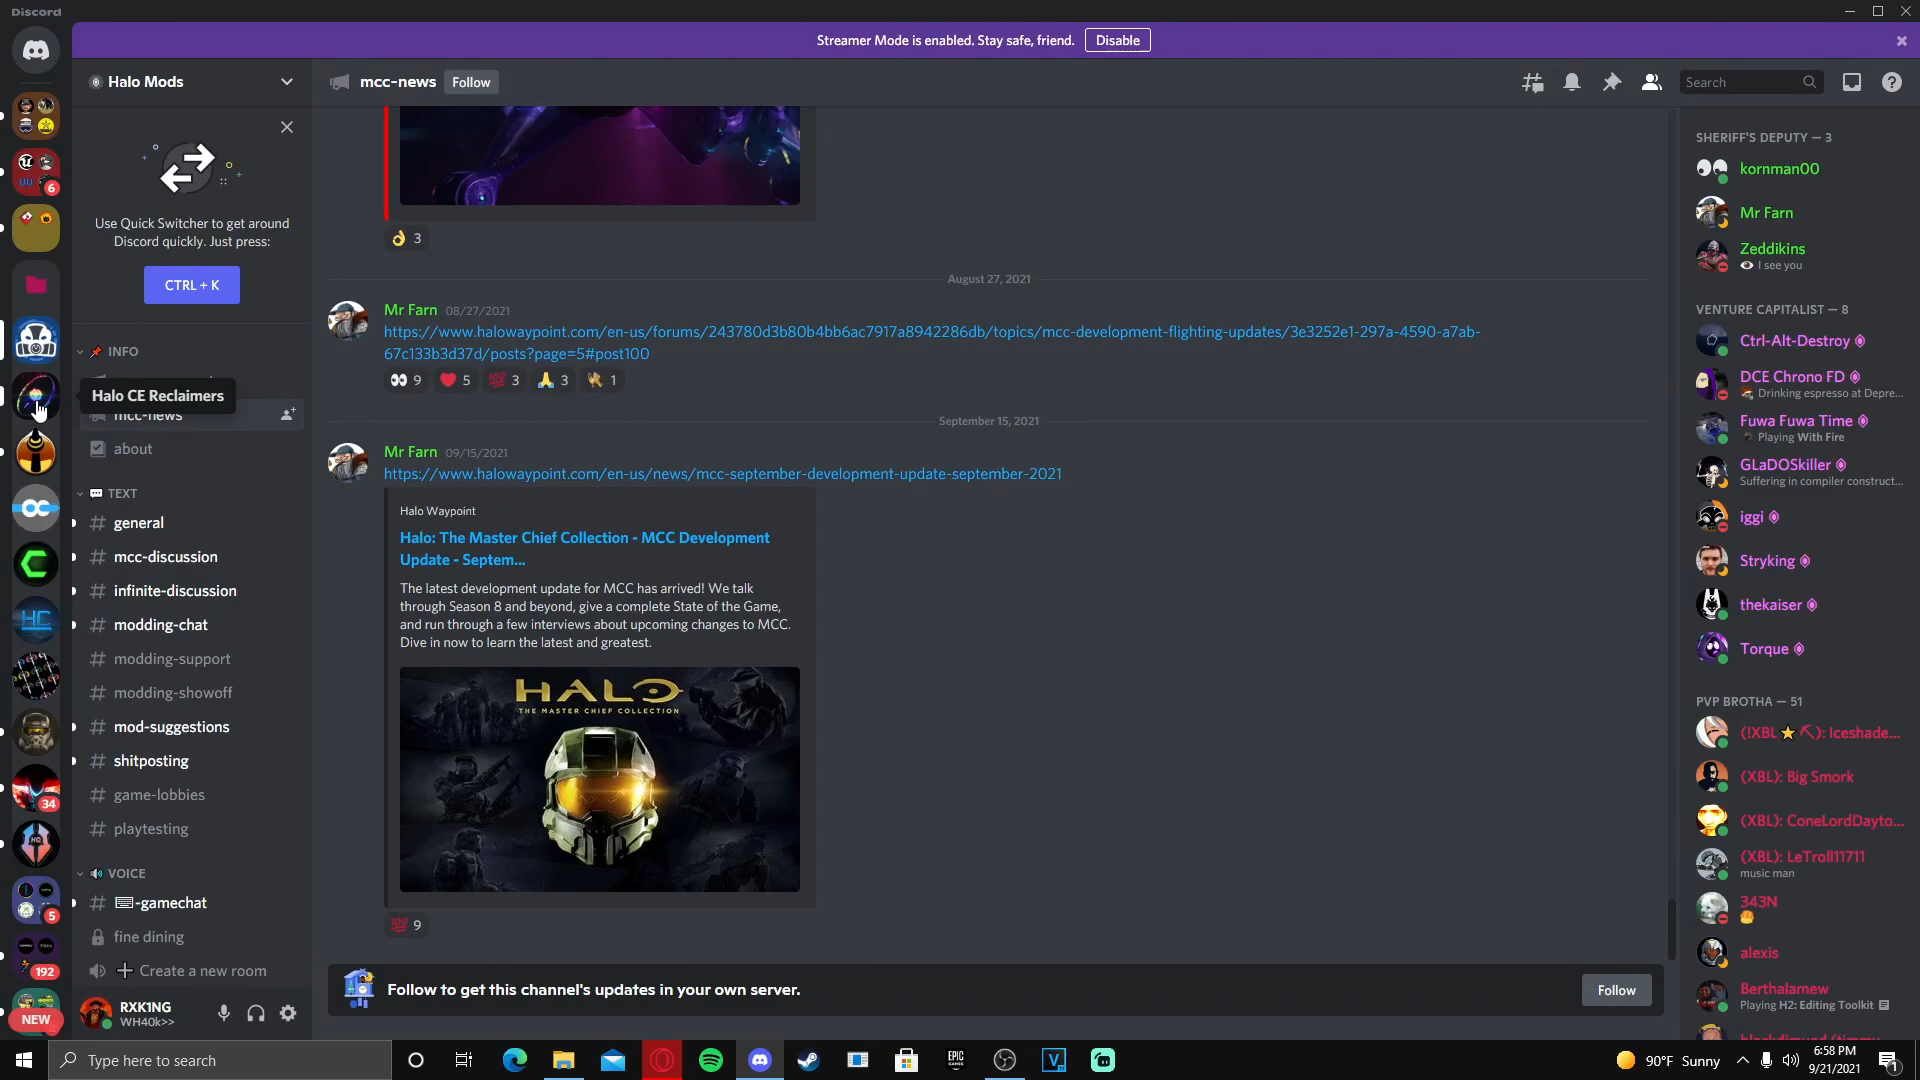 Discord
Streamer Mode is enabled. Stay safe, friend.
Disable
Halo Mods
mcc-news
Follow
Search
Use Quick Switcher to get around
Discord quickly. Just press:
CTRL + K
INFO
Halo CE Reclaimers
mcc-news
about
TEXT
general
mcc-discussion
infinite-discussion
modding-chat
modding-support
modding-showoff
mod-suggestions
shitposting
game-lobbies
playtesting
VOICE
-gamechat
fine dining
Create a new room
RXK1NG
WH40k>>
6
34
5
192
NEW
3
August 27, 2021
Mr Farn 08/27/2021
https://www.halowaypoint.com/en-us/forums/243780d3b80b4bb6ac7917a8942286db/topics/mcc-development-flighting-updates/3e3252e1-297a-4590-a7ab-
67c133b3d37d/posts?page=5#post100
9 5 3 3 1
September 15, 2021
Mr Farn 09/15/2021
https://www.halowaypoint.com/en-us/news/mcc-september-development-update-september-2021
Halo Waypoint
Halo: The Master Chief Collection - MCC Development
Update - Septem...
The latest development update for MCC has arrived! We talk
through Season 8 and beyond, give a complete State of the Game,
and run through a few interviews about upcoming changes to MCC.
Dive in now to learn the latest and greatest.
HALO
THE MASTER CHIEF COLLECTION
9
Follow to get this channel's updates in your own server.
Follow
SHERIFF'S DEPUTY — 3
kornman00
Mr Farn
Zeddikins
I see you
VENTURE CAPITALIST — 8
Ctrl-Alt-Destroy
DCE Chrono FD
Drinking espresso at Depre...
Fuwa Fuwa Time
Playing With Fire
GLaDOSkiller
Suffering in compiler construct...
iggi
Stryking
thekaiser
Torque
PVP BROTHA — 51
(!XBL⭐⛏): Iceshade...
(XBL): Big Smork
(XBL): ConeLordDayto...
(XBL): LeTroll11711
music man
343N
alexis
Berthalamew
Playing H2: Editing Toolkit
Type here to search
EPIC
GAMES
90°F Sunny
6:58 PM
9/21/2021
1